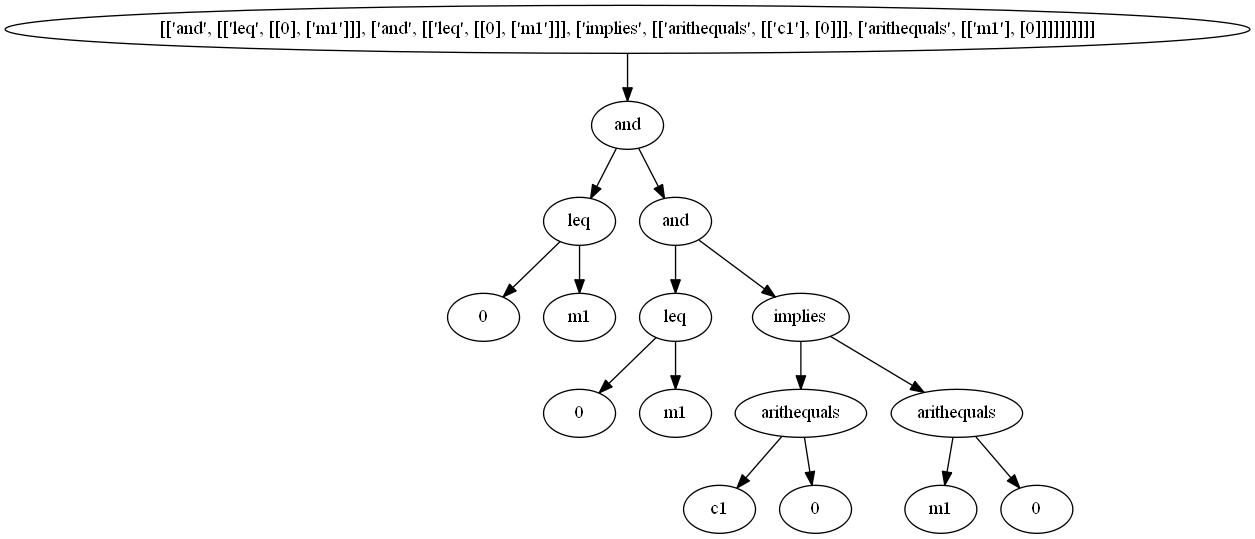 [['and', [['leq', [[0], ['m1']]], ['and', [['leq', [[0], ['m1']]], ['implies', [['arithequals', [['c1'], [0]]], ['arithequals', [['m1'], [0]]]]]]]]]]
and
leq and
0 m1 leq implies
0 m1 arithequals arithequals
c1 0 m1 0